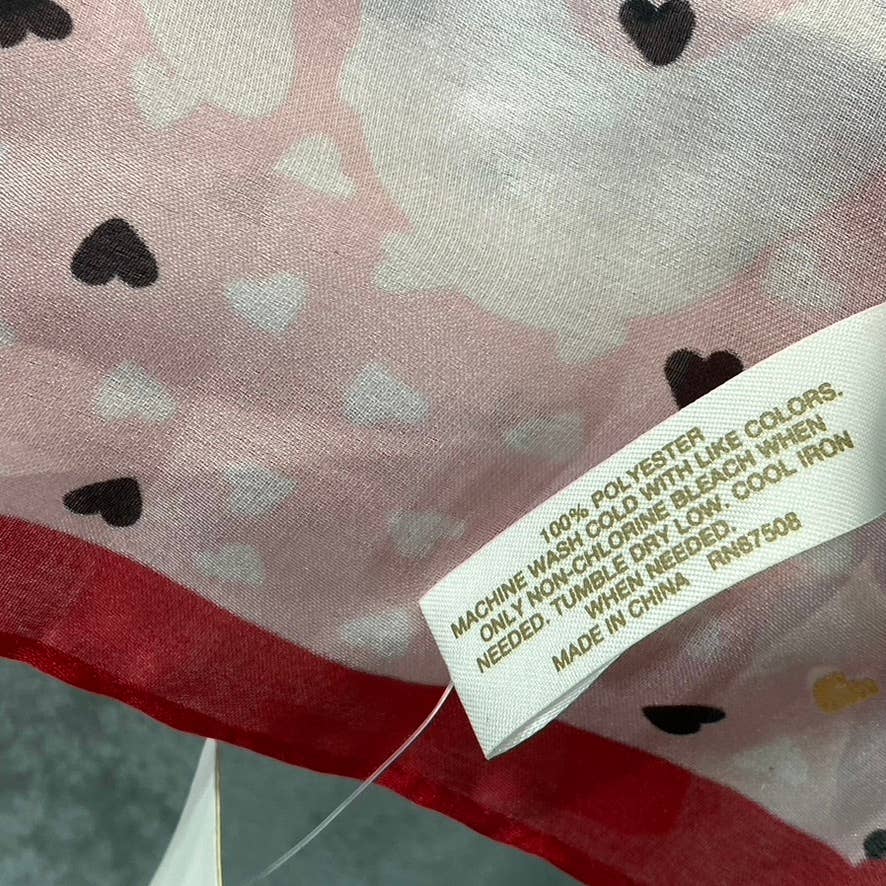 100% POLYESTER
MACHINE WASH COLD WITH LIKE COLORS.
ONLY NON-CHLORINE BLEACH WHEN
NEEDED. TUMBLE DRY LOW. COOL IRON
WHEN NEEDED.
MADE IN CHINA RN87508